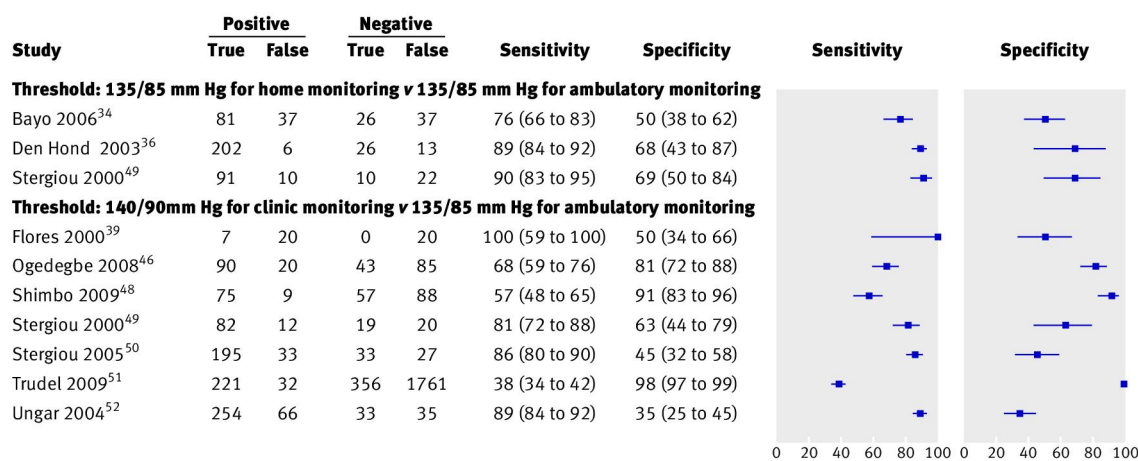 Positive Negative
Study True False True False Sensitivity Specificity Sensitivity Specificity
Threshold: 135/85 mm Hg for home monitoring v 135/85 mm Hg for ambulatory monitoring
Bayo 2006³⁴ 81 37 26 37 76 (66 to 83) 50 (38 to 62)
Den Hond 2003³⁶ 202 6 26 13 89 (84 to 92) 68 (43 to 87)
Stergiou 2000⁴⁹ 91 10 10 22 90 (83 to 95) 69 (50 to 84)
Threshold: 140/90mm Hg for clinic monitoring v 135/85 mm Hg for ambulatory monitoring
Flores 2000³⁹ 7 20 0 20 100 (59 to 100) 50 (34 to 66)
Ogedegbe 2008⁴⁶ 90 20 43 85 68 (59 to 76) 81 (72 to 88)
Shimbo 2009⁴⁸ 75 9 57 88 57 (48 to 65) 91 (83 to 96)
Stergiou 2000⁴⁹ 82 12 19 20 81 (72 to 88) 63 (44 to 79)
Stergiou 2005⁵⁰ 195 33 33 27 86 (80 to 90) 45 (32 to 58)
Trudel 2009⁵¹ 221 32 356 1761 38 (34 to 42) 98 (97 to 99)
Ungar 2004⁵² 254 66 33 35 89 (84 to 92) 35 (25 to 45)
0 20 40 60 80 100 0 20 40 60 80 100